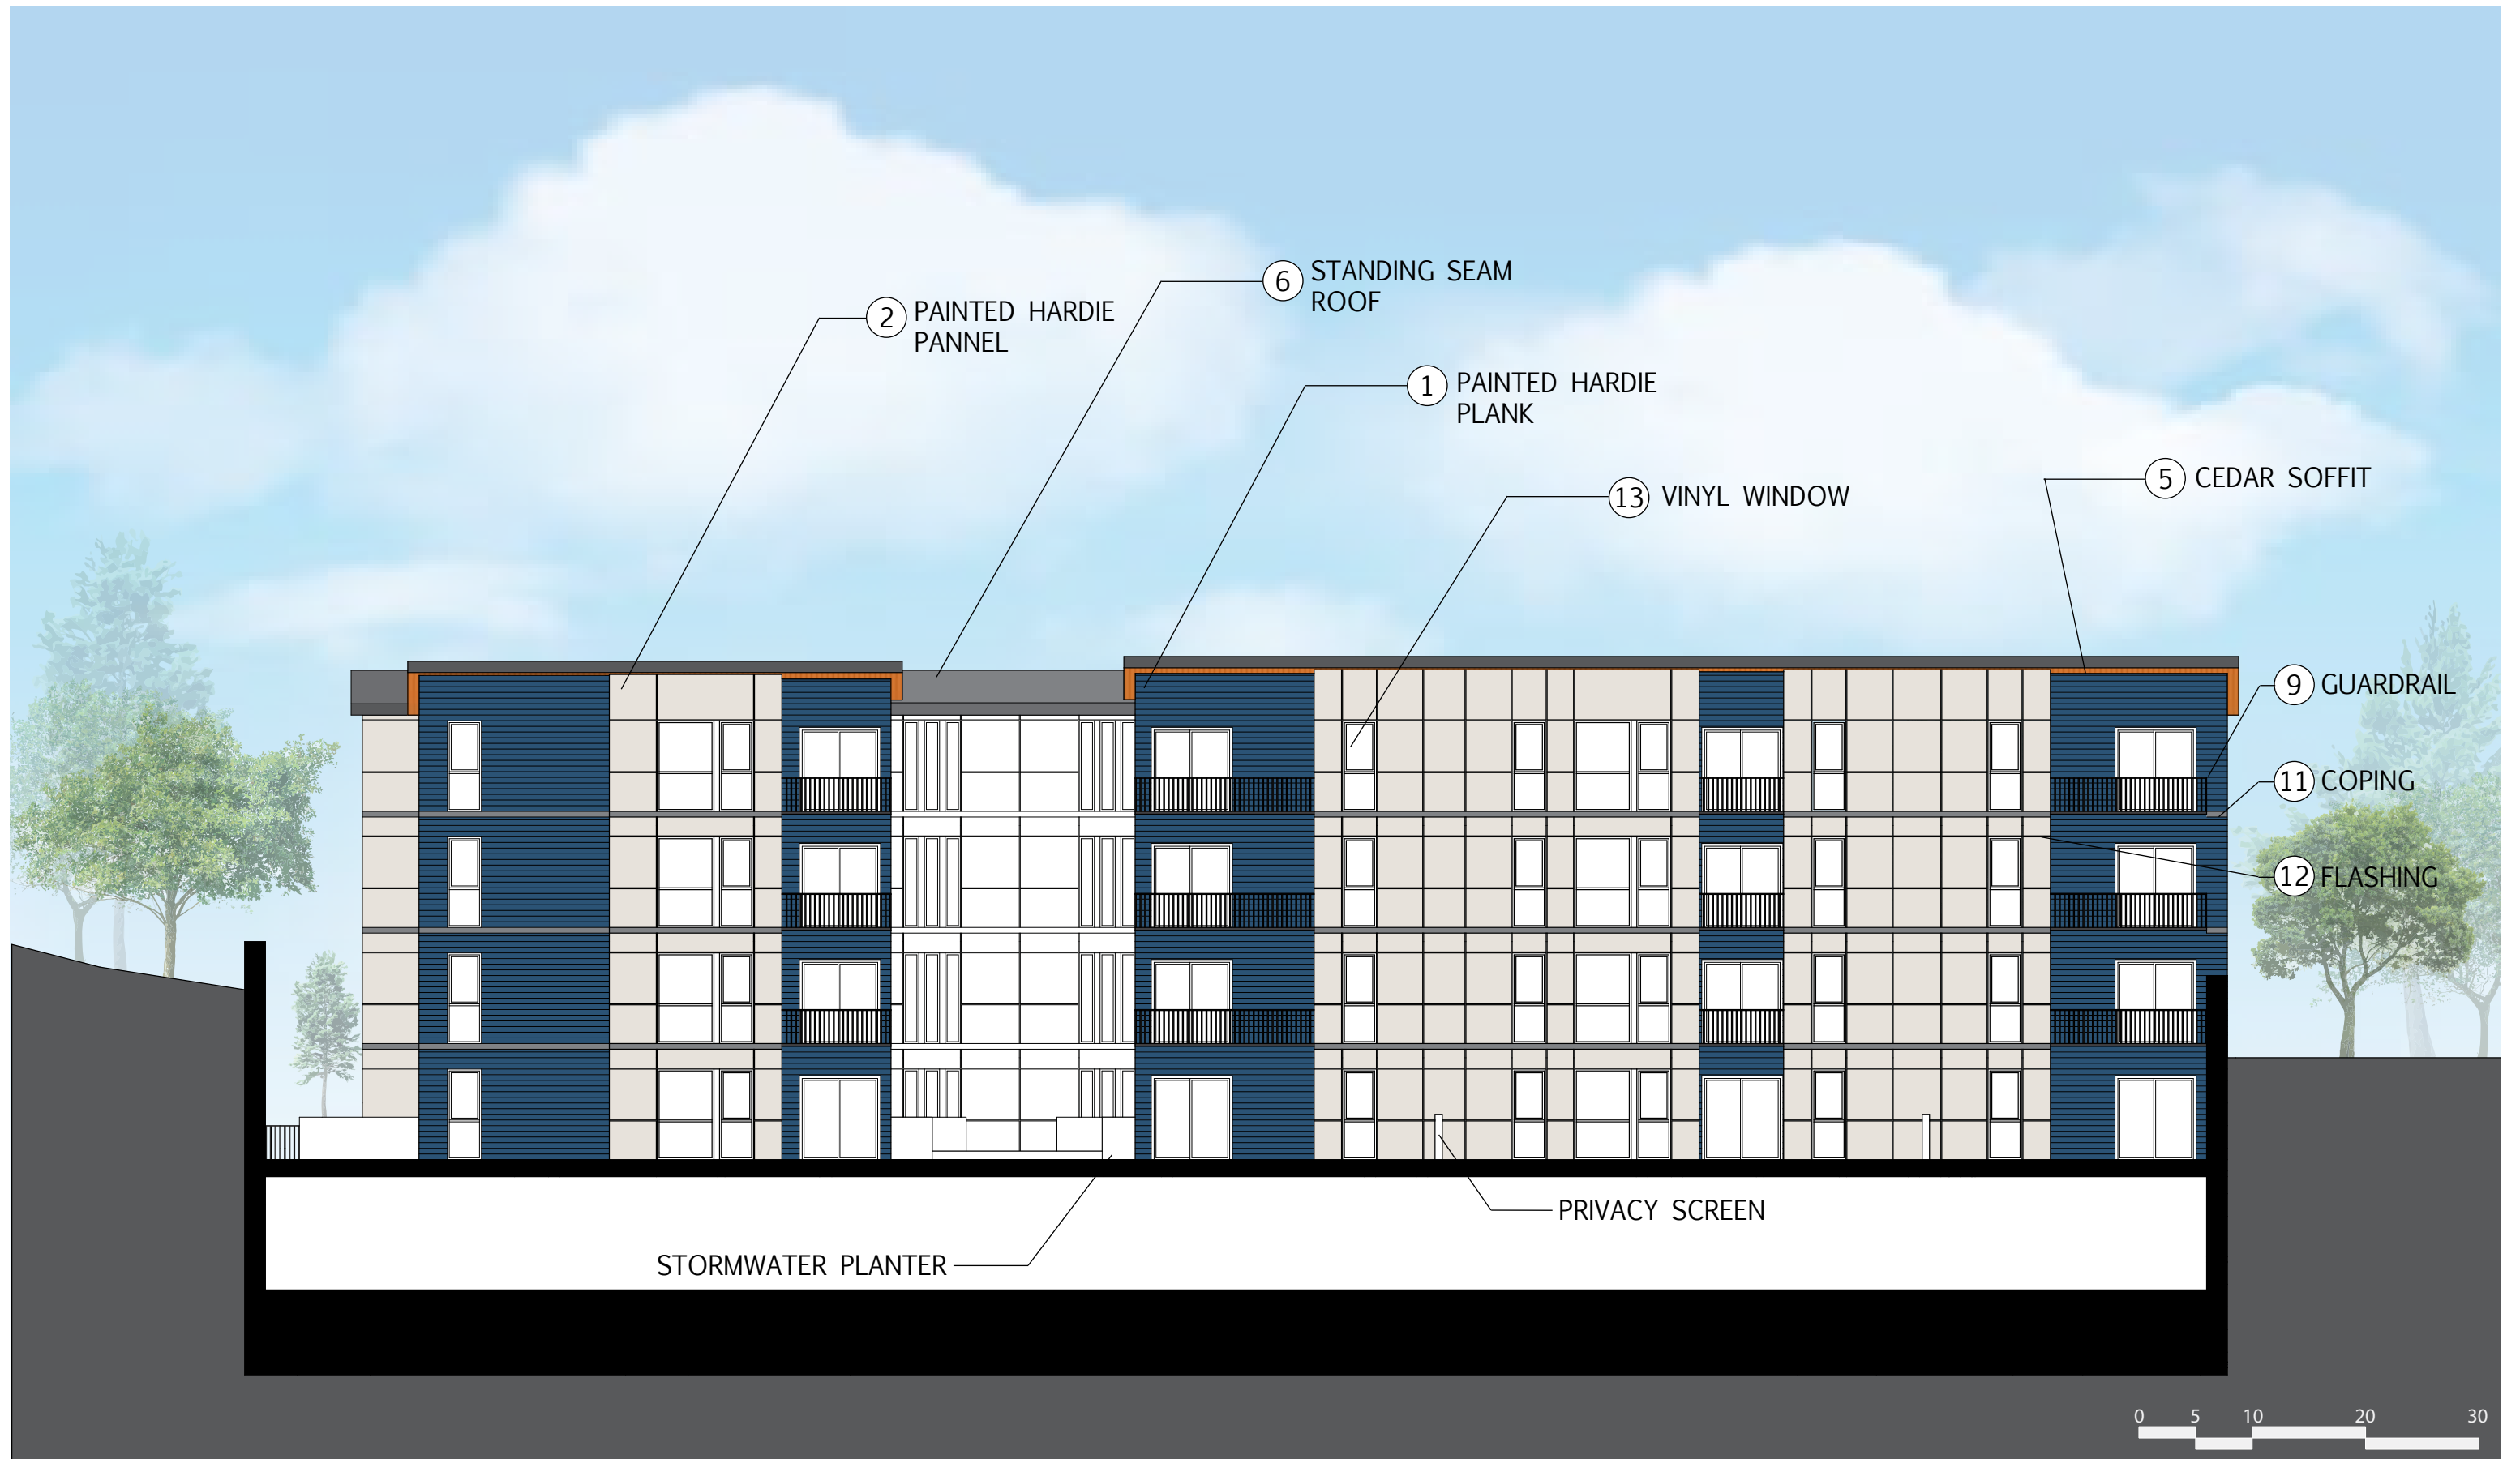 6 STANDING SEAM
ROOF
2 PAINTED HARDIE
PANNEL
1 PAINTED HARDIE
PLANK
13 VINYL WINDOW
5 CEDAR SOFFIT
9 GUARDRAIL
11 COPING
12 FLASHING
PRIVACY SCREEN
STORMWATER PLANTER
0 5 10 20 30